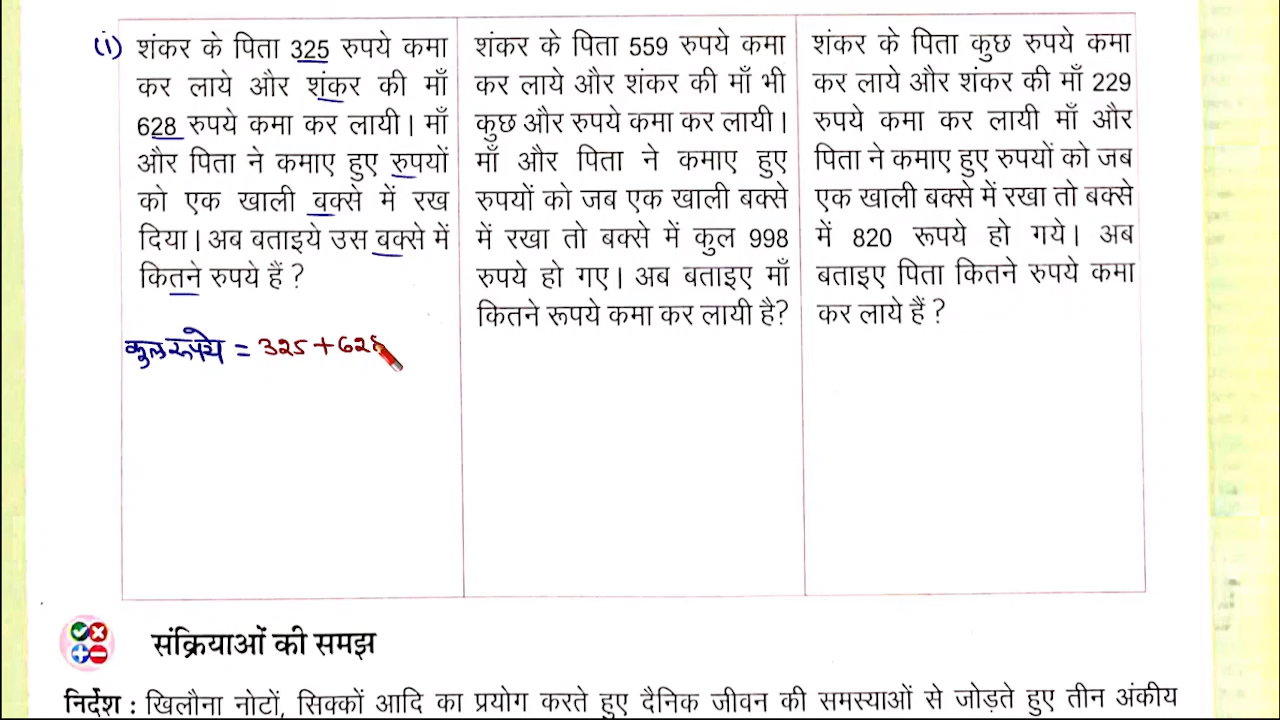 (i)
शंकर के पिता 325 रुपये कमा
कर लाये और शंकर की माँ
628 रुपये कमा कर लायी। माँ
और पिता ने कमाए हुए रुपयों
को एक खाली बक्से में रख
दिया। अब बताइये उस बक्से में
कितने रुपये हैं ?
कुल रुपये = 325 + 628
शंकर के पिता 559 रुपये कमा
कर लाये और शंकर की माँ भी
कुछ और रुपये कमा कर लायी।
माँ और पिता ने कमाए हुए
रुपयों को जब एक खाली बक्से
में रखा तो बक्से में कुल 998
रुपये हो गए। अब बताइए माँ
कितने रूपये कमा कर लायी है?
शंकर के पिता कुछ रुपये कमा
कर लाये और शंकर की माँ 229
रुपये कमा कर लायी माँ और
पिता ने कमाए हुए रुपयों को जब
एक खाली बक्से में रखा तो बक्से
में 820 रूपये हो गये। अब
बताइए पिता कितने रुपये कमा
कर लाये हैं ?
संक्रियाओं की समझ
निर्देश : खिलौना नोटों, सिक्कों आदि का प्रयोग करते हुए दैनिक जीवन की समस्याओं से जोड़ते हुए तीन अंकीय